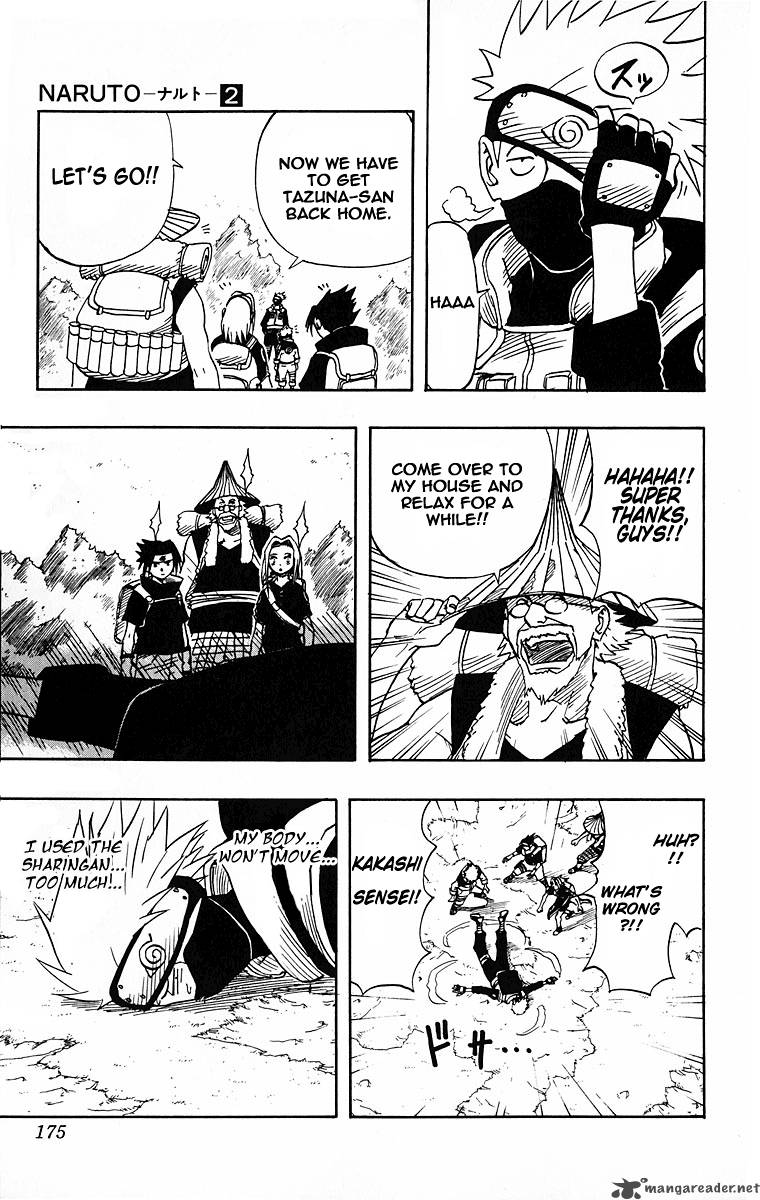 スッ
HAAA
NARUTO—ナルト—2
NOW WE HAVE
TO GET
TAZUNA-SAN
BACK HOME.
LET'S GO!!
HAHAHA!!
SUPER
THANKS,
GUYS!!
COME OVER TO
MY HOUSE AND
RELAX FOR A
WHILE!!
HUH?
!!
WHAT'S
WRONG
?!!
KAKASHI
SENSEI!
ドサ...
MY BODY...
WON'T MOVE...
I USED THE
SHARINGAN...
TOO MUCH!..
175
mangareader.net